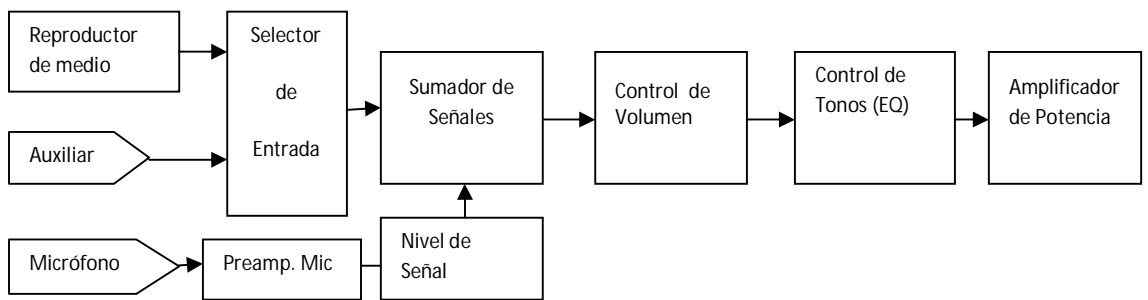 Reproductor
de medio
Selector
de
Entrada
Auxiliar
Sumador de
Señales
Control de
Volumen
Control de
Tonos (EQ)
Amplificador
de Potencia
Micrófono
Preamp. Mic
Nivel de
Señal